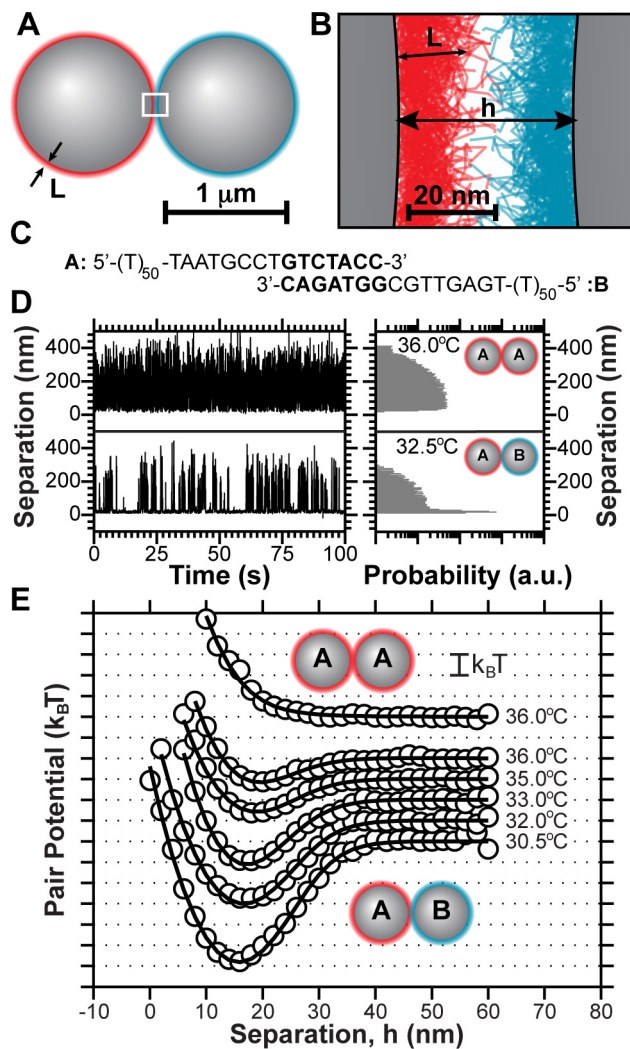 A
B
L
h
L
1 μm
20 nm
C
A: 5'-(T)50-TAATGCCTGTCTACC-3'
3'-CAGATGGCGTTGAGT-(T)50-5' :B
D
Separation (nm)
400
200
0
400
200
0
0 25 50 75 100
Time (s)
36.0°C
A A
32.5°C
A B
Probability (a.u.)
400
200
0
400
200
0
Separation (nm)
E
Pair Potential (kBT)
A A
kBT
36.0°C
36.0°C
35.0°C
33.0°C
32.0°C
30.5°C
A B
-10 0 10 20 30 40 50 60 70 80
Separation, h (nm)